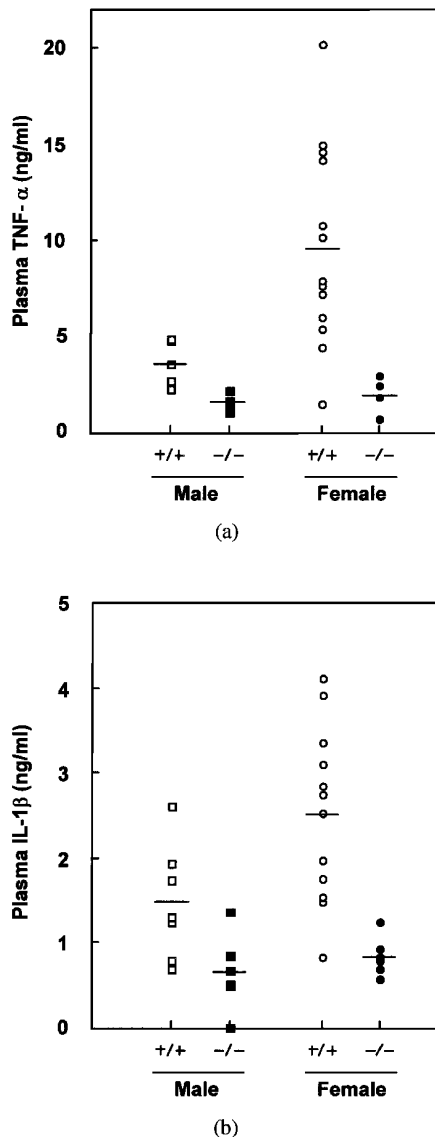 20
15
10
5
0
Plasma TNF- α (ng/ml)
+/+ −/− +/+ −/−
Male Female
(a)
5
4
3
2
1
0
Plasma IL-1β (ng/ml)
+/+ −/− +/+ −/−
Male Female
(b)